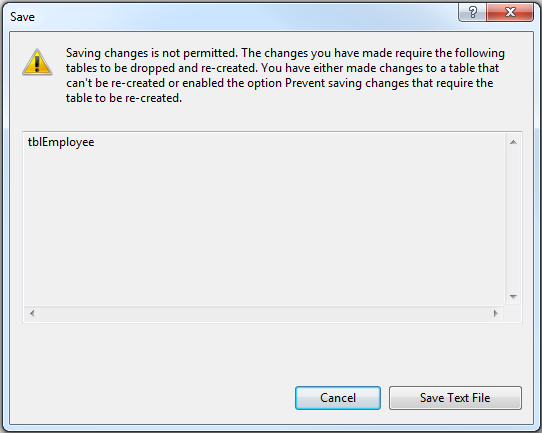 Save
Saving changes is not permitted. The changes you have made require the following
tables to be dropped and re-created. You have either made changes to a table that
can't be re-created or enabled the option Prevent saving changes that require the
table to be re-created.
tblEmployee
Cancel
Save Text File